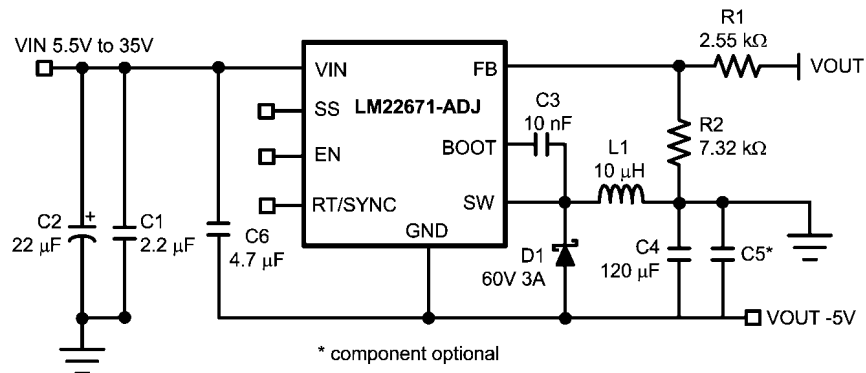 R1
2.55 kΩ
VIN 5.5V to 35V
VIN
FB
VOUT
SS
LM22671-ADJ
C3
10 nF
R2
7.32 kΩ
EN
BOOT
L1
10 μH
RT/SYNC
SW
C2
22 μF
+
C1
2.2 μF
C6
4.7 μF
GND
D1
60V 3A
C4
120 μF
C5*
VOUT -5V
* component optional